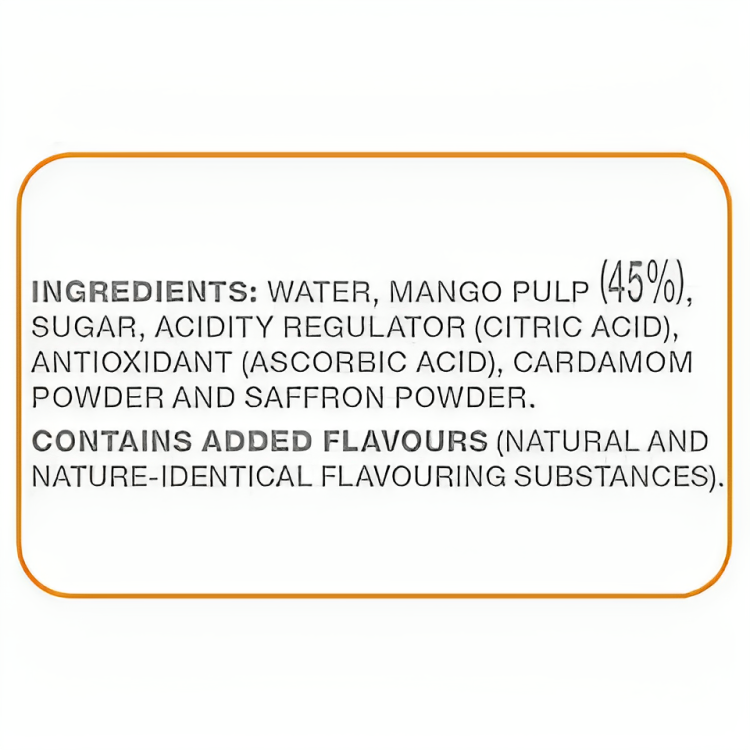 INGREDIENTS: WATER, MANGO PULP (45%),
SUGAR, ACIDITY REGULATOR (CITRIC ACID),
ANTIOXIDANT (ASCORBIC ACID), CARDAMOM
POWDER AND SAFFRON POWDER.
CONTAINS ADDED FLAVOURS (NATURAL AND
NATURE-IDENTICAL FLAVOURING SUBSTANCES).